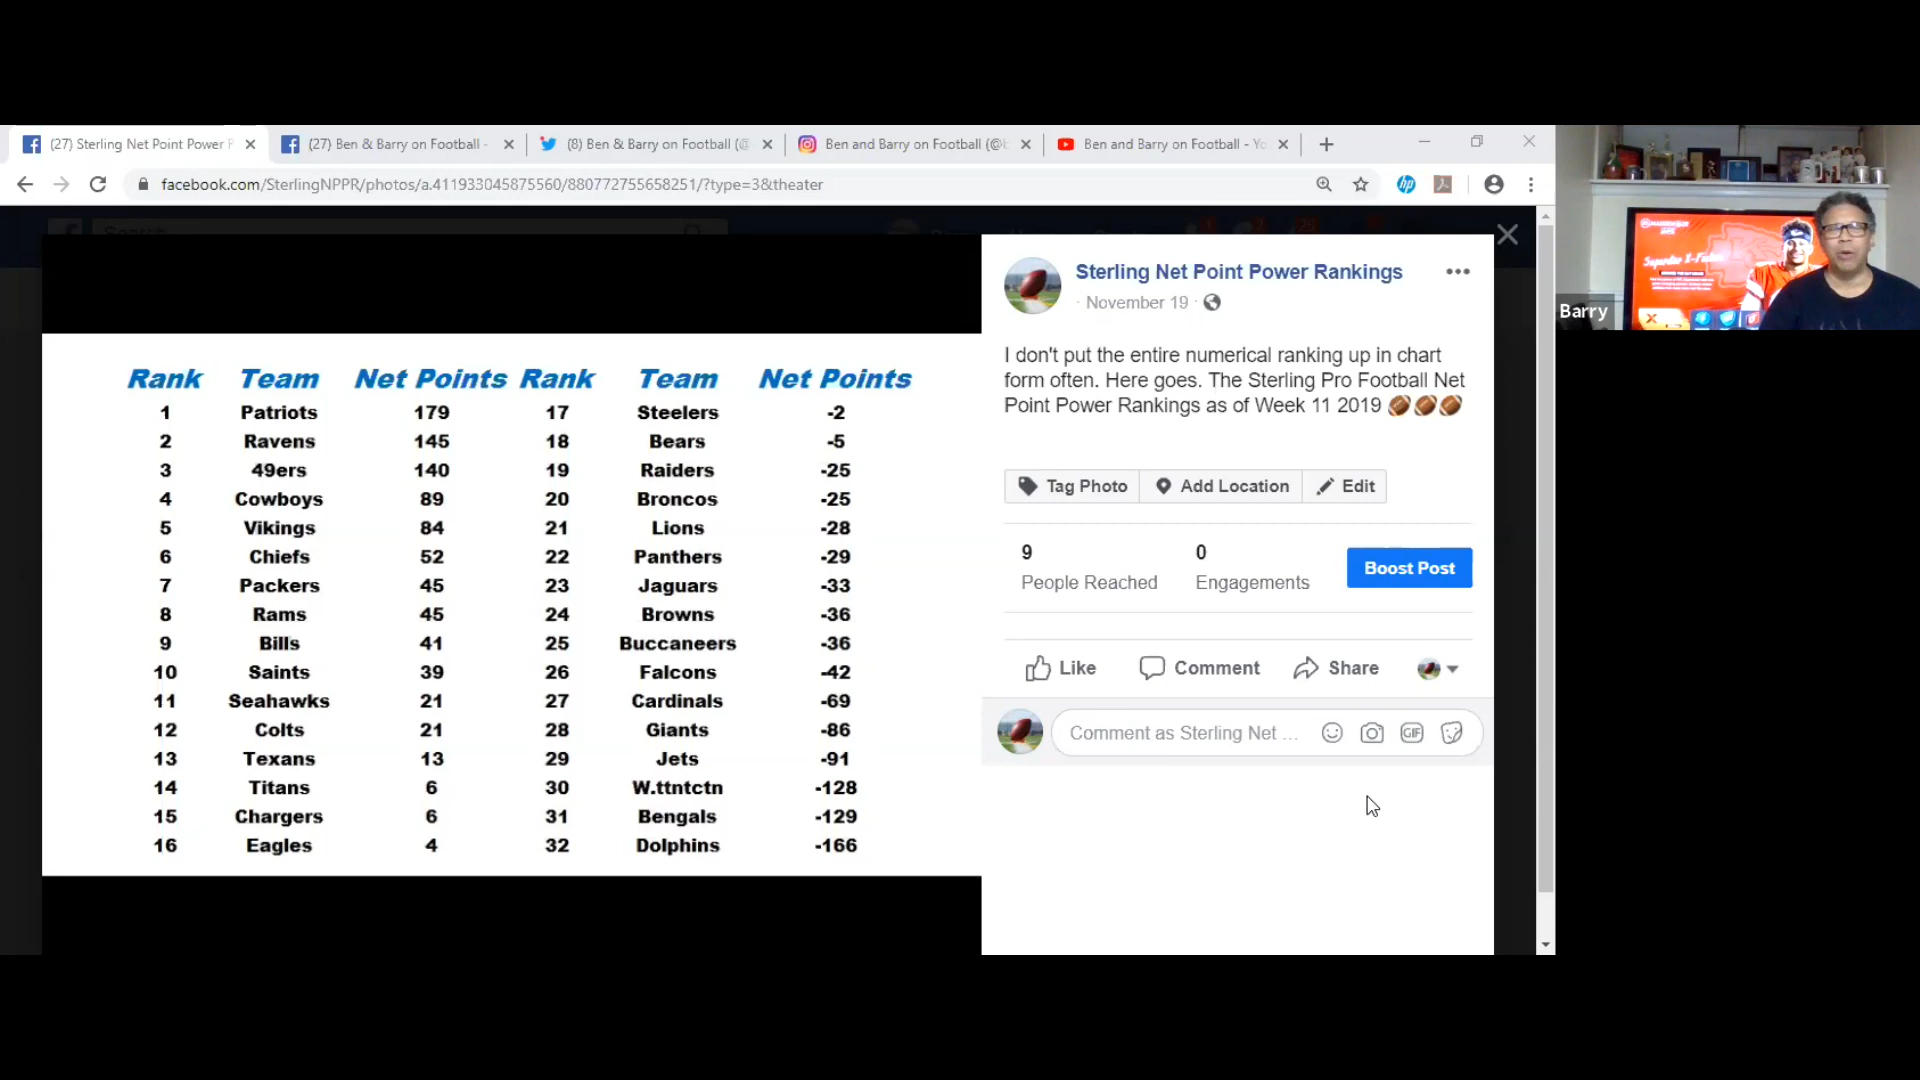 (27) Sterling Net Point Power
(27) Ben & Barry on Football -
(8) Ben & Barry on Football (@
Ben and Barry on Football (@
Ben and Barry on Football - Yo
facebook.com/SterlingNPPR/photos/a.411933045875560/880772755658251/?type=3&theater
Search
Rank Team Net Points Rank Team Net Points
1 Patriots 179 17 Steelers -2
2 Ravens 145 18 Bears -5
3 49ers 140 19 Raiders -25
4 Cowboys 89 20 Broncos -25
5 Vikings 84 21 Lions -28
6 Chiefs 52 22 Panthers -29
7 Packers 45 23 Jaguars -33
8 Rams 45 24 Browns -36
9 Bills 41 25 Buccaneers -36
10 Saints 39 26 Falcons -42
11 Seahawks 21 27 Cardinals -69
12 Colts 21 28 Giants -86
13 Texans 13 29 Jets -91
14 Titans 6 30 W.ttntctn -128
15 Chargers 6 31 Bengals -129
16 Eagles 4 32 Dolphins -166
Sterling Net Point Power Rankings
· November 19 ·
I don't put the entire numerical ranking up in chart
form often. Here goes. The Sterling Pro Football Net
Point Power Rankings as of Week 11 2019 🏈🏈🏈
Tag Photo Add Location Edit
9 0
People Reached Engagements
Boost Post
Like Comment Share
Comment as Sterling Net ... GIF
Barry